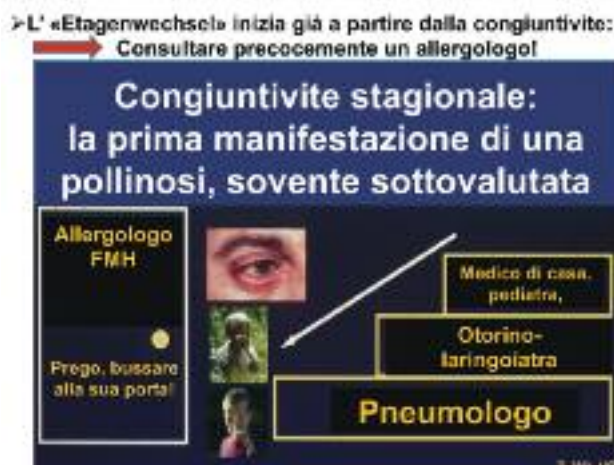 ➢L' «Etagenwechsel» inizia già a partire dalla congiuntivite:
Consultare precocemente un allergologo!
Congiuntivite stagionale:
la prima manifestazione di una
pollinosi, sovente sottovalutata
Allergologo
FMH
Prego, bussare
alla sua porta!
Medico di casa,
pediatra,
Otorino-
laringoiatra
Pneumologo